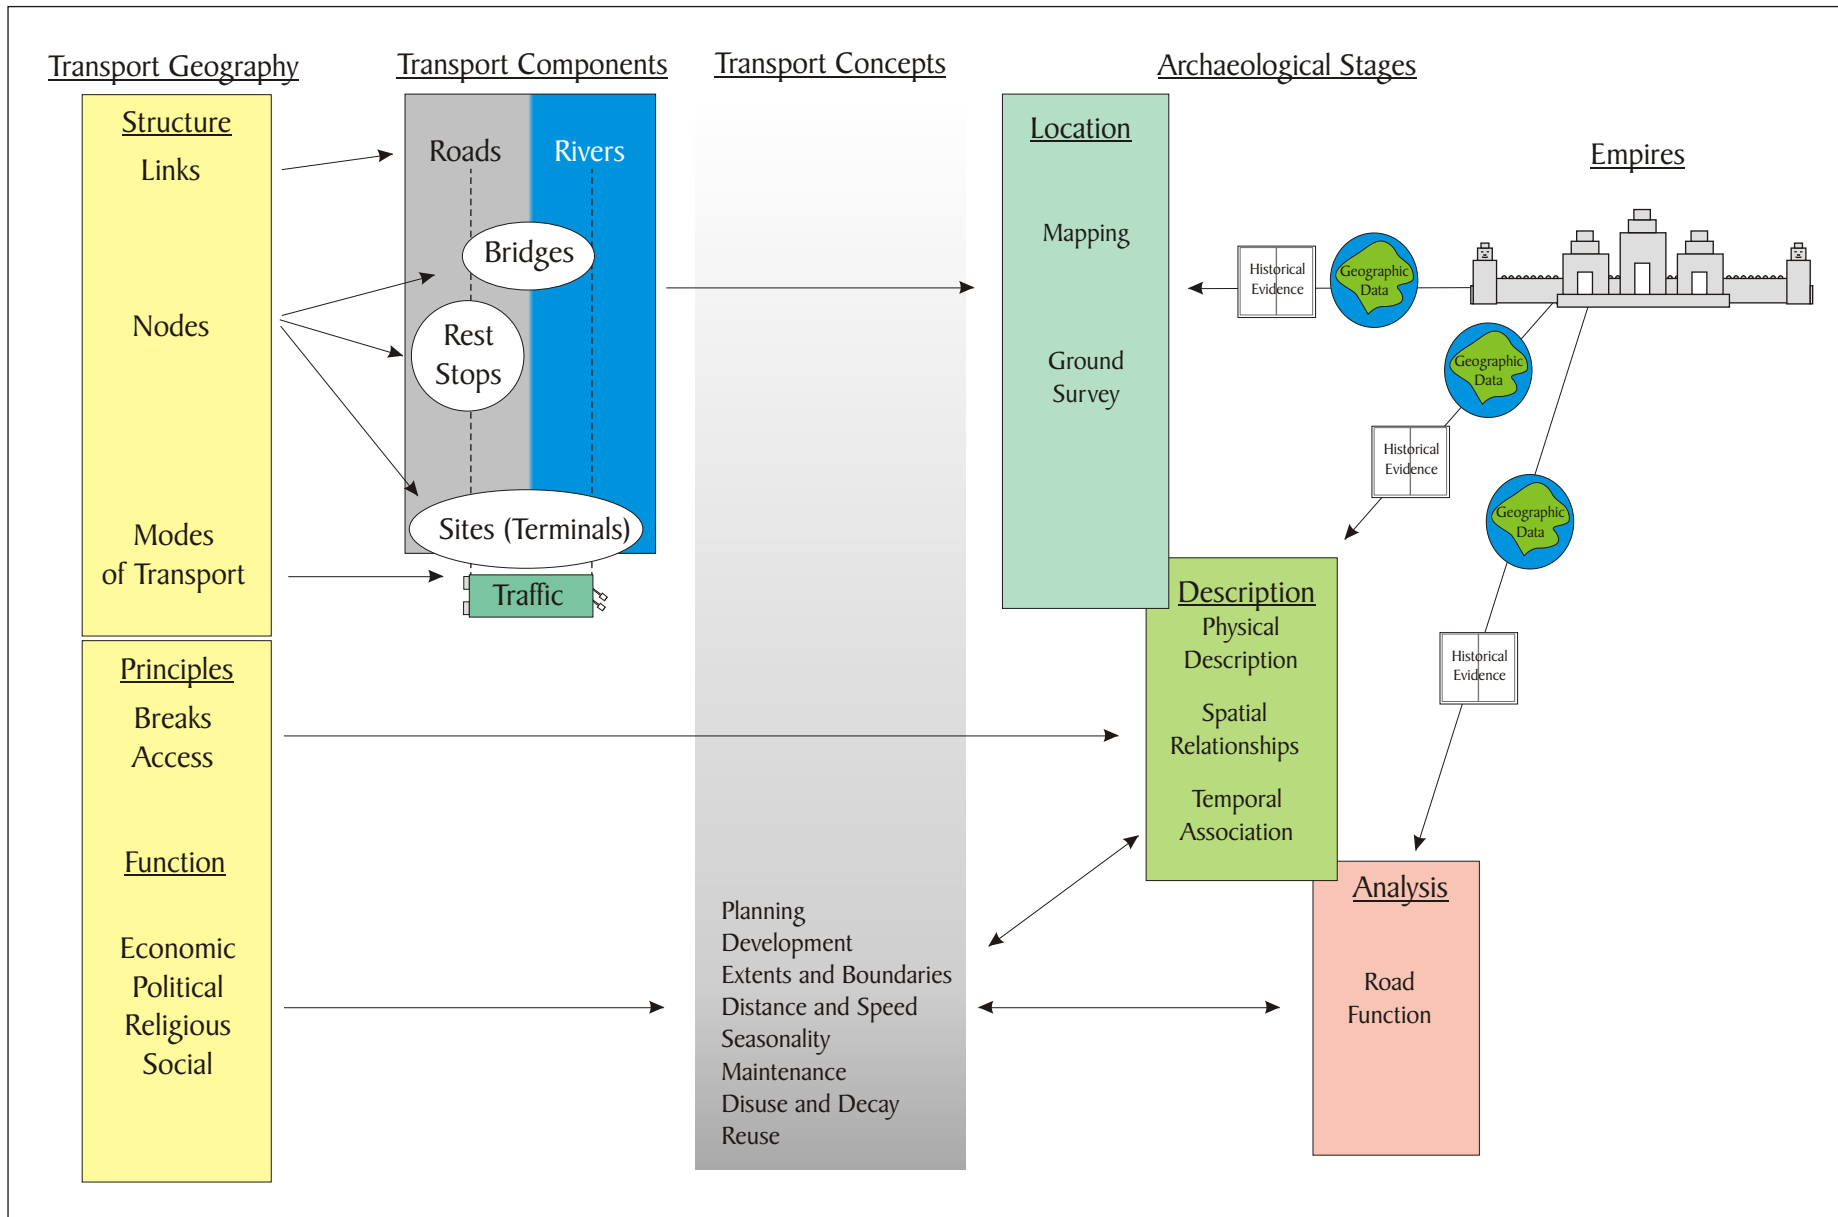 Transport Geography
Structure
Links
Nodes
Modes
of Transport
Principles
Breaks
Access
Function
Economic
Political
Religious
Social
Transport Components
Roads
Rivers
Bridges
Rest
Stops
Sites (Terminals)
Traffic
Transport Concepts
Planning
Development
Extents and Boundaries
Distance and Speed
Seasonality
Maintenance
Disuse and Decay
Reuse
Archaeological Stages
Location
Mapping
Ground
Survey
Description
Physical
Description
Spatial
Relationships
Temporal
Association
Analysis
Road
Function
Empires
Historical
Evidence
Geographic
Data
Geographic
Data
Historical
Evidence
Geographic
Data
Historical
Evidence